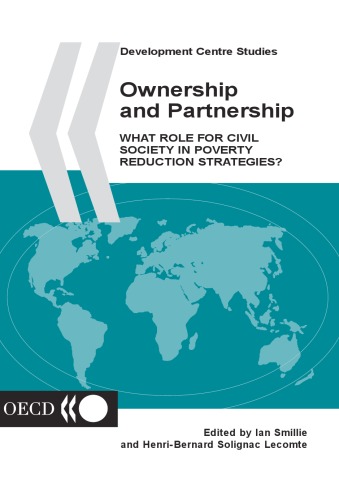 Development Centre Studies
Ownership
and Partnership
WHAT ROLE FOR CIVIL
SOCIETY IN POVERTY
REDUCTION STRATEGIES?
OECD
Edited by Ian Smillie
and Henri-Bernard Solignac Lecomte